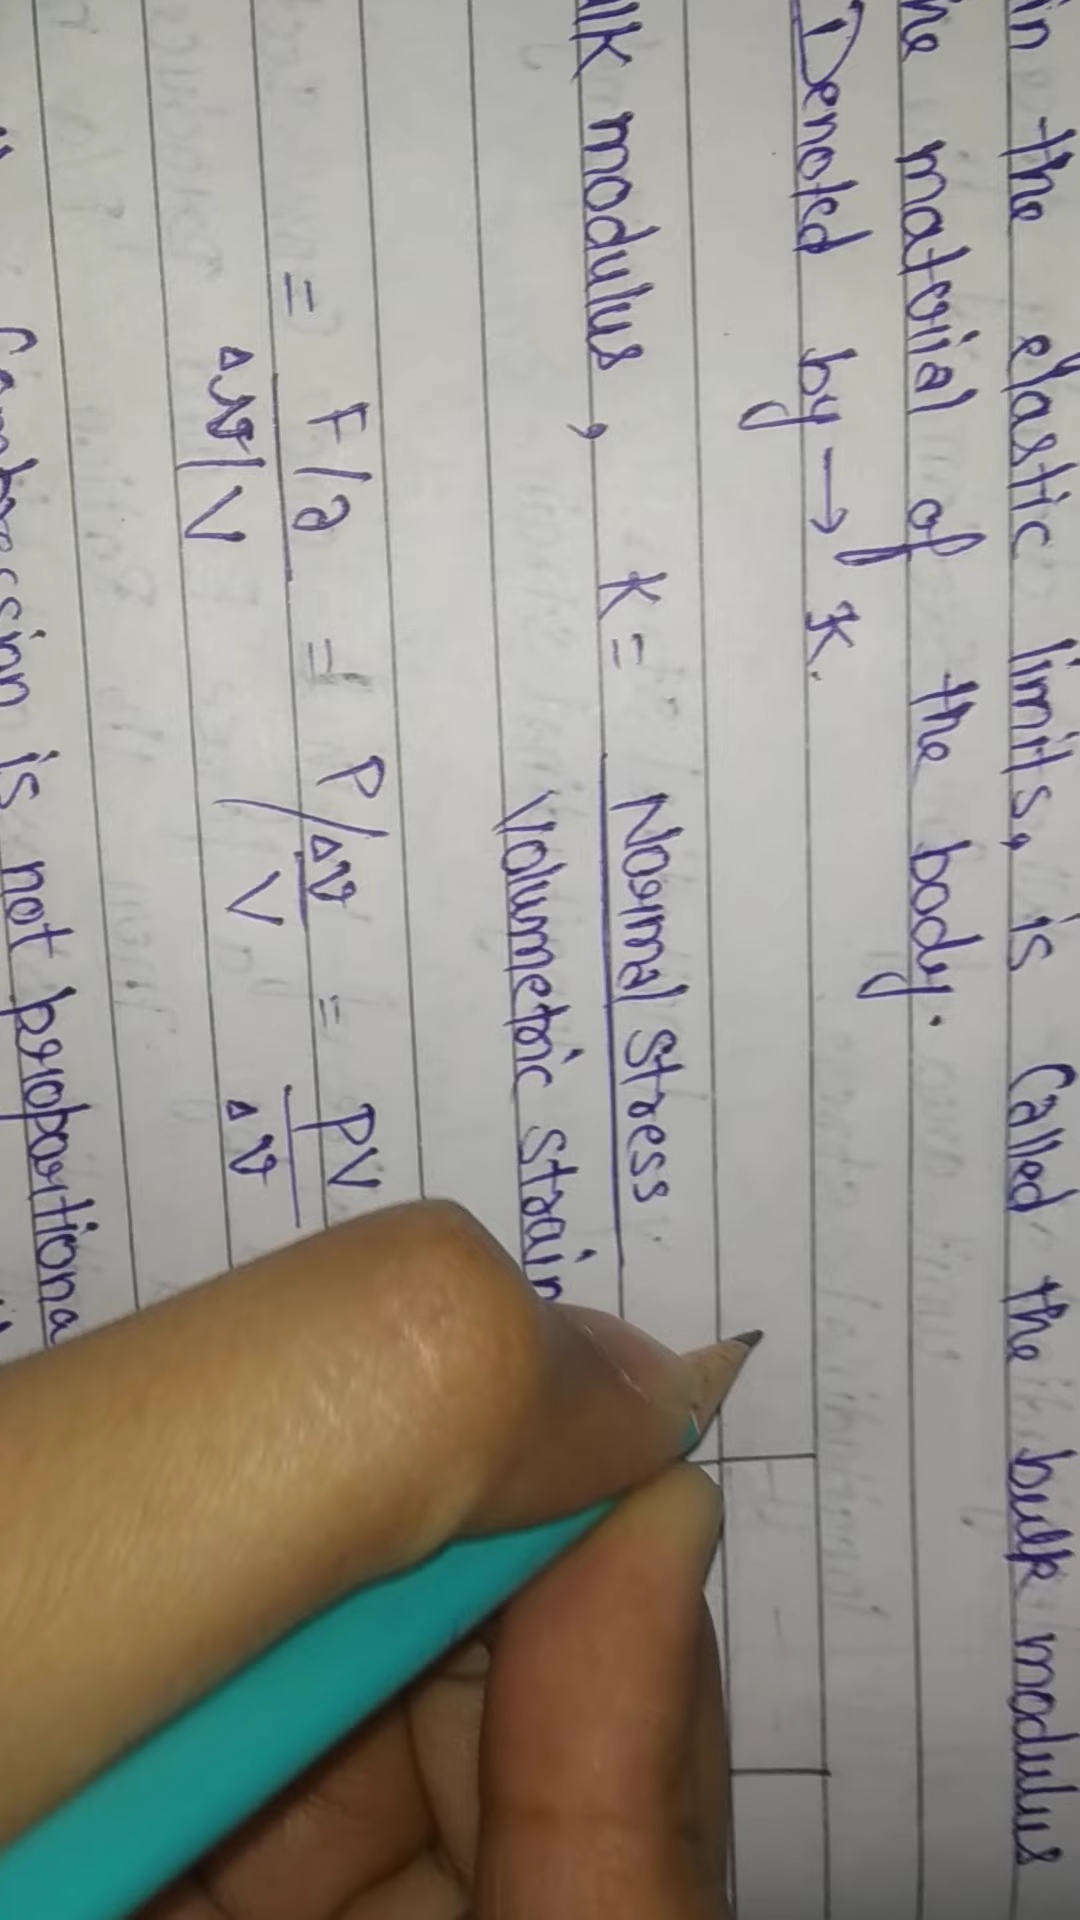 in the elastic limits, is Called the bulk modulus
the material of the body.
Denoted by → K.
modulus, K = Normal Stress
Volumetric Strain
= F/a = P/Δv = PV
Δv/V V Δv
Compression is not proportiona